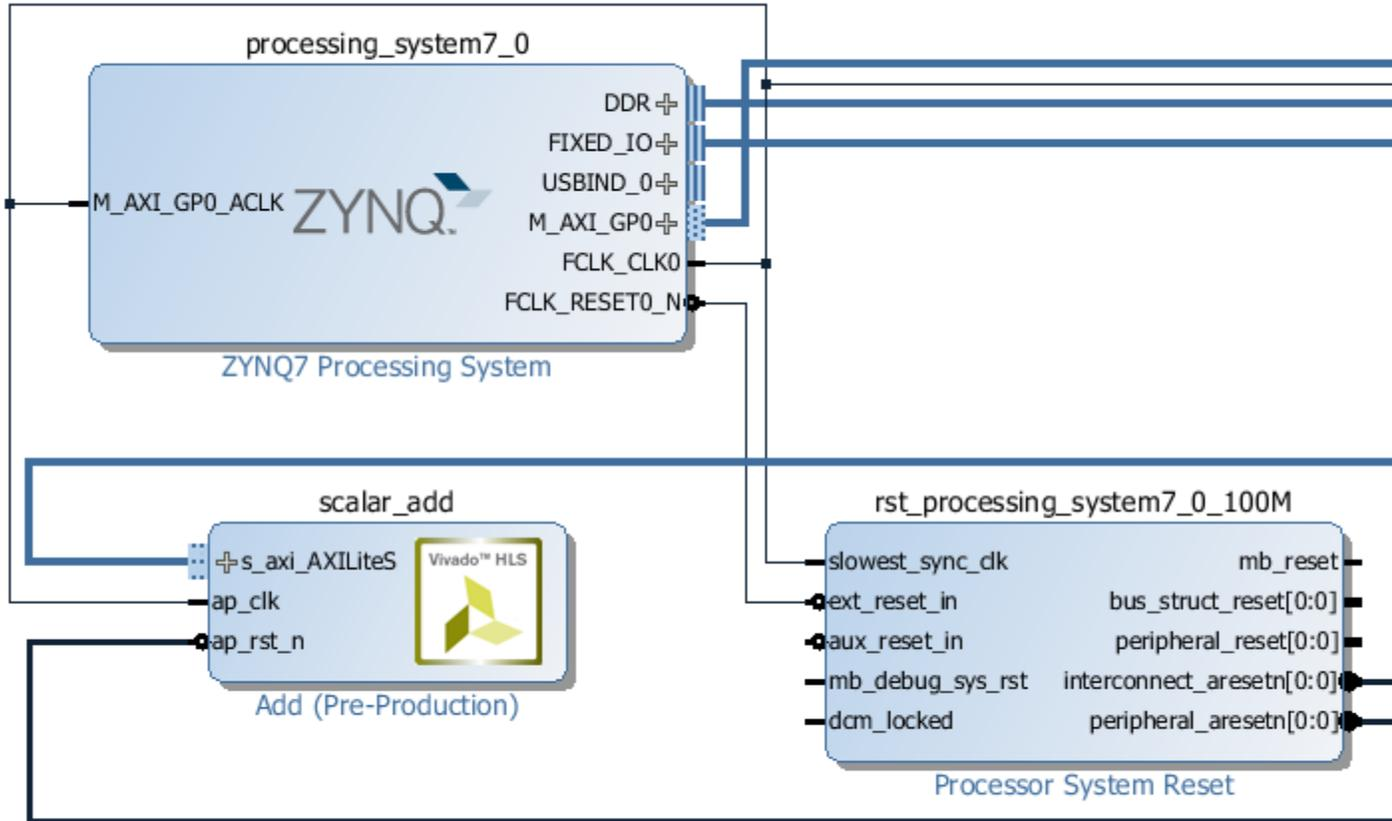 processing_system7_0
DDR
FIXED_IO
USBIND_0
M_AXI_GP0_ACLK
ZYNQ™
M_AXI_GP0
FCLK_CLK0
FCLK_RESET0_N
ZYNQ7 Processing System
scalar_add
s_axi_AXILiteS
Vivado™ HLS
ap_clk
ap_rst_n
Add (Pre-Production)
rst_processing_system7_0_100M
slowest_sync_clk
mb_reset
ext_reset_in
bus_struct_reset[0:0]
aux_reset_in
peripheral_reset[0:0]
mb_debug_sys_rst
interconnect_aresetn[0:0]
dcm_locked
peripheral_aresetn[0:0]
Processor System Reset